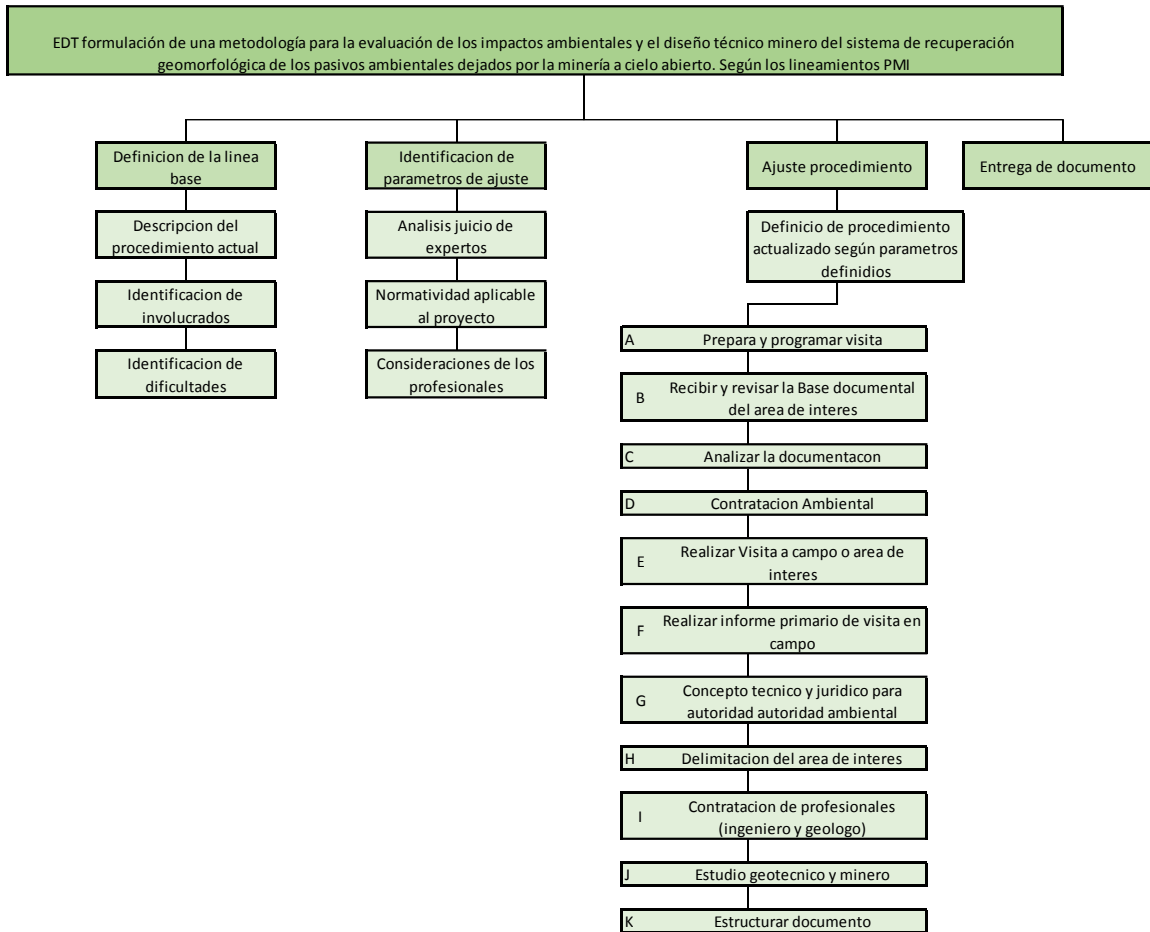 EDT formulación de una metodología para la evaluación de los impactos ambientales y el diseño técnico minero del sistema de recuperación
geomorfológica de los pasivos ambientales dejados por la minería a cielo abierto. Según los lineamientos PMI
Definicion de la linea
base
Descripcion del
procedimiento actual
Identificacion de
involucrados
Identificacion de
dificultades
Identificacion de
parametros de ajuste
Analisis juicio de
expertos
Normatividad aplicable
al proyecto
Consideraciones de los
profesionales
Ajuste procedimiento
Definicio de procedimiento
actualizado según parametros
definidios
A Prepara y programar visita
B Recibir y revisar la Base documental
del area de interes
C Analizar la documentacon
D Contratacion Ambiental
E Realizar Visita a campo o area de
interes
F Realizar informe primario de visita en
campo
G Concepto tecnico y juridico para
autoridad autoridad ambiental
H Delimitacion del area de interes
I Contratacion de profesionales
(ingeniero y geologo)
J Estudio geotecnico y minero
K Estructurar documento
Entrega de documento